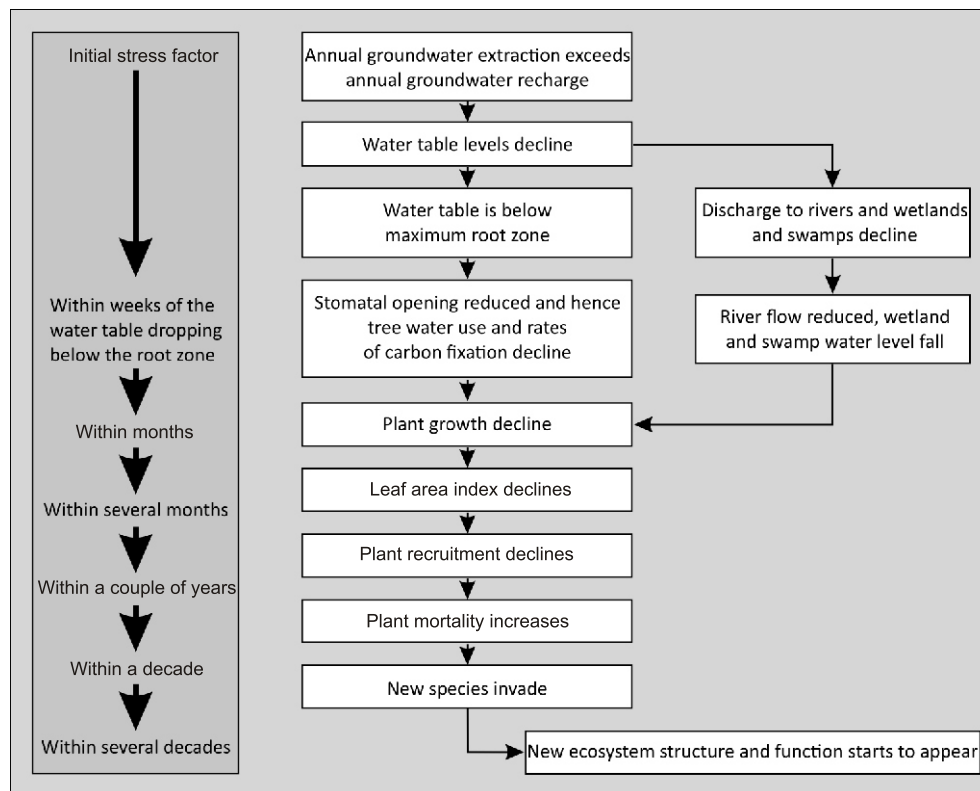 Initial stress factor
Within weeks of the
water table dropping
below the root zone
Within months
Within several months
Within a couple of years
Within a decade
Within several decades
Annual groundwater extraction exceeds
annual groundwater recharge
Water table levels decline
Water table is below
maximum root zone
Stomatal opening reduced and hence
tree water use and rates
of carbon fixation decline
Discharge to rivers and wetlands
and swamps decline
River flow reduced, wetland
and swamp water level fall
Plant growth decline
Leaf area index declines
Plant recruitment declines
Plant mortality increases
New species invade
New ecosystem structure and function starts to appear